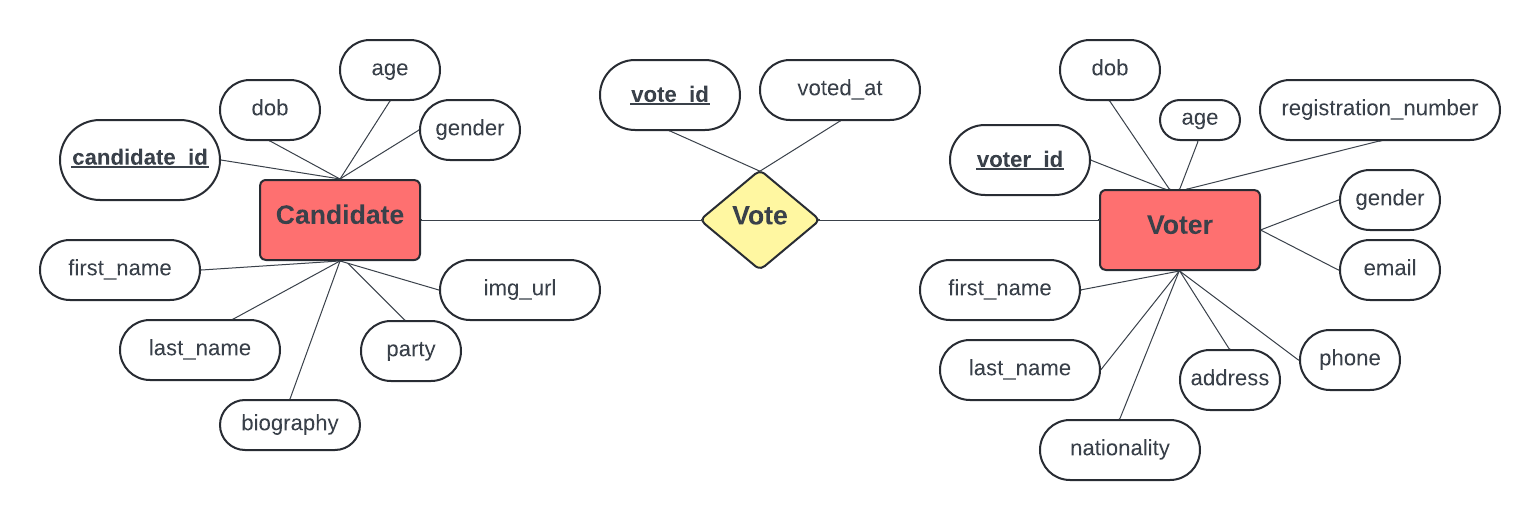 age
dob
gender
candidate_id
Candidate
first_name
img_url
last_name
party
biography
vote_id
voted_at
Vote
dob
age
registration_number
voter_id
gender
Voter
email
first_name
last_name
address
phone
nationality